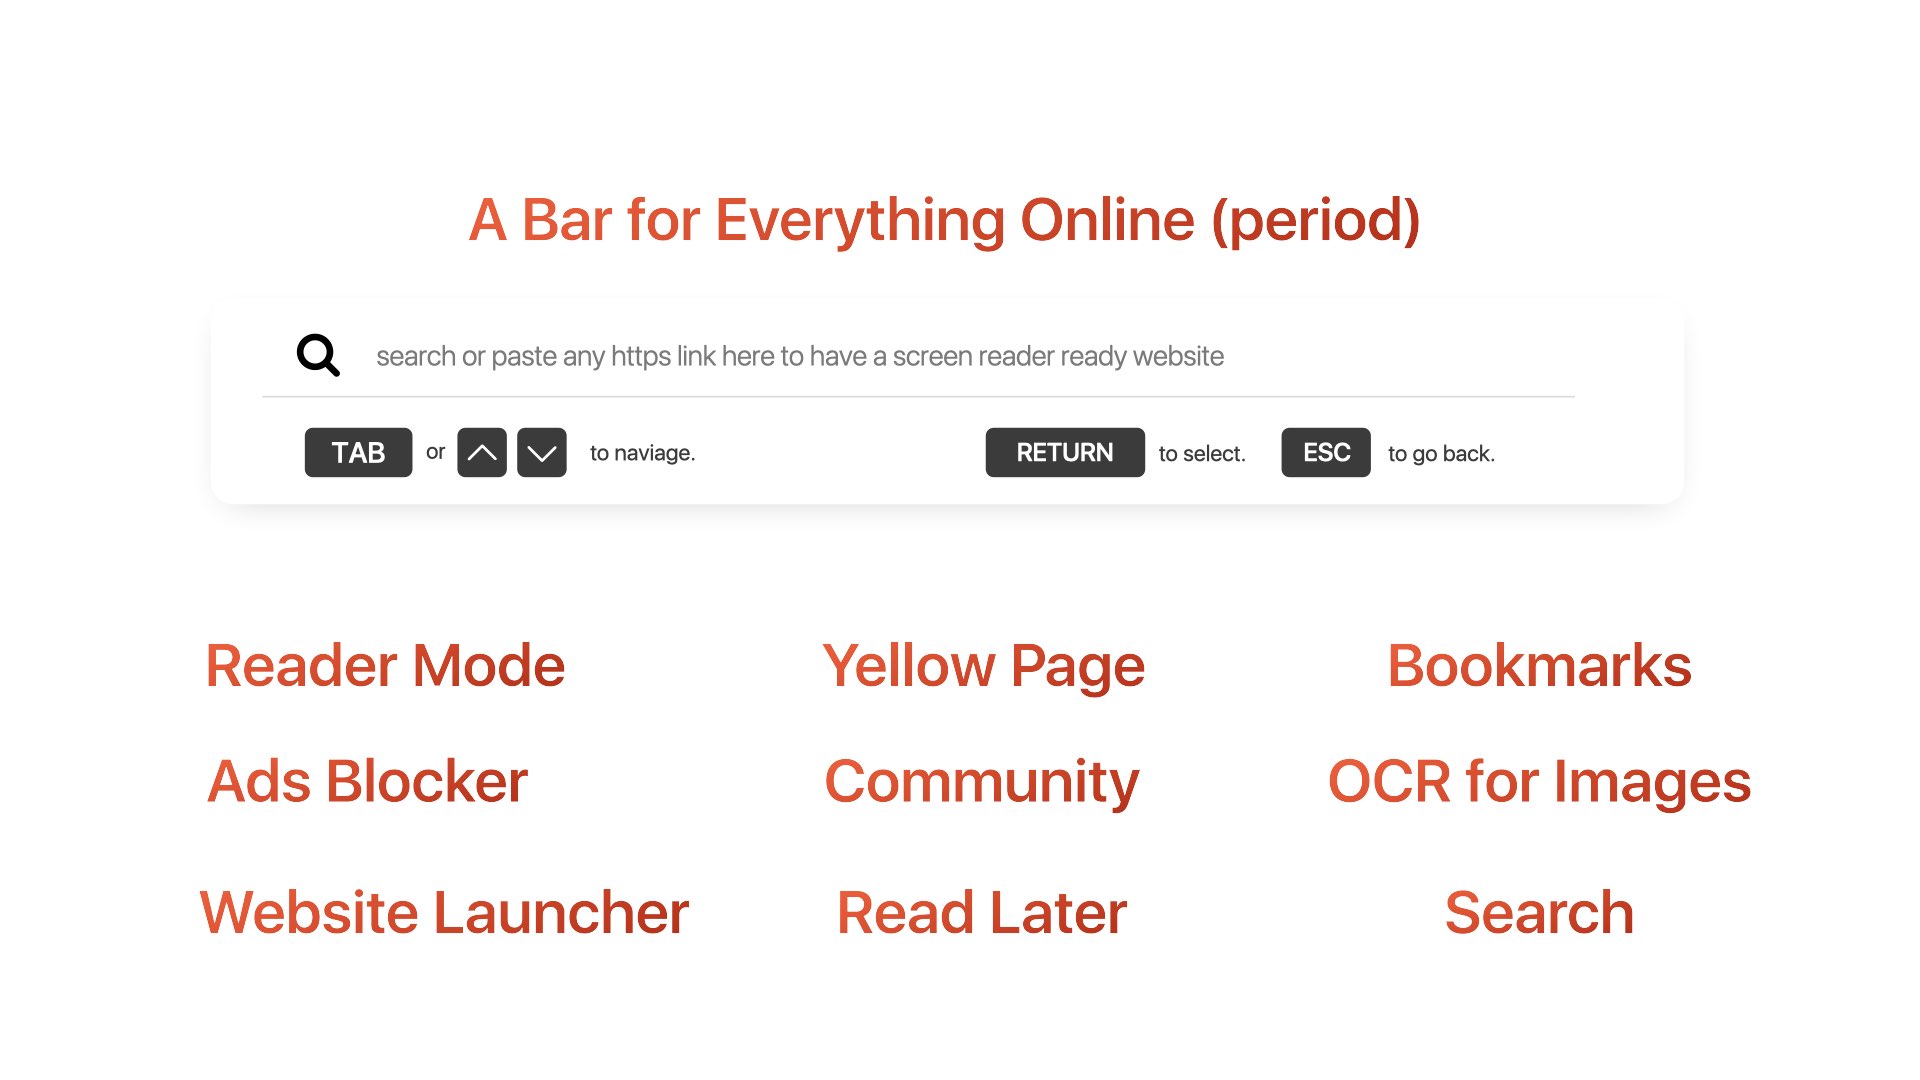 A Bar for Everything Online (period)
search or paste any https link here to have a screen reader ready website
TAB or to naviage. RETURN to select. ESC to go back.
Reader Mode Yellow Page Bookmarks
Ads Blocker Community OCR for Images
Website Launcher Read Later Search